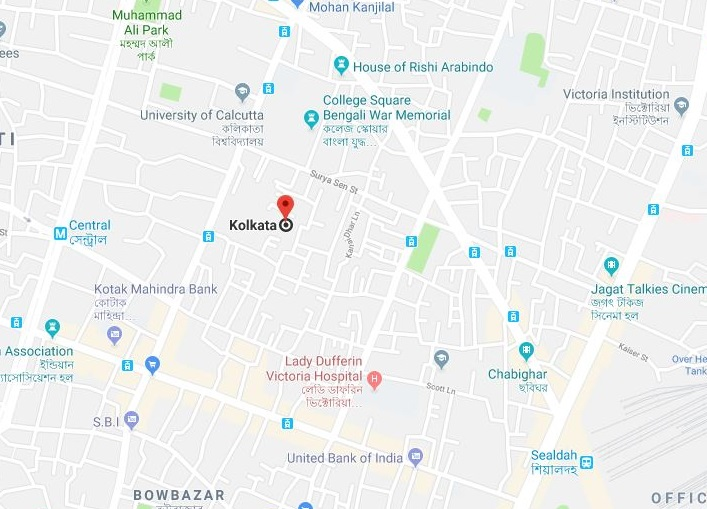 Mohan Kanjilal
Muhammad
Ali Park
মহম্মদ আলী
পার্ক
ees
House of Rishi Arabindo
Victoria Institution
ভিক্টোরিয়া
ইনস্টিটিউশন
University of Calcutta
কলিকাতা
বিশ্ববিদ্যালয়
College Square
Bengali War Memorial
কলেজ স্কোয়ার
বাংলা যুদ্ধ...
TI
Surya Sen St
Kolkata
Kanai Dhar Ln
Central
সেন্ট্রাল
St
Jagat Talkies Cinem
জগৎ টকিজ
সিনেমা হল
Kotak Mahindra Bank
কোটাক
মাহিন্দ্রা...
n Association
ইন্ডিয়ান
্যাসোসিয়েশন হল
Kaiser St
Over He
Tank
Lady Dufferin
Victoria Hospital
লেডি ডাফরিন
ভিক্টোরিয়া...
Scott Ln
Chabighar
ছবিঘর
S.B.I
United Bank of India
Sealdah
শিয়ালদহ
BOWBAZAR
OFFIC